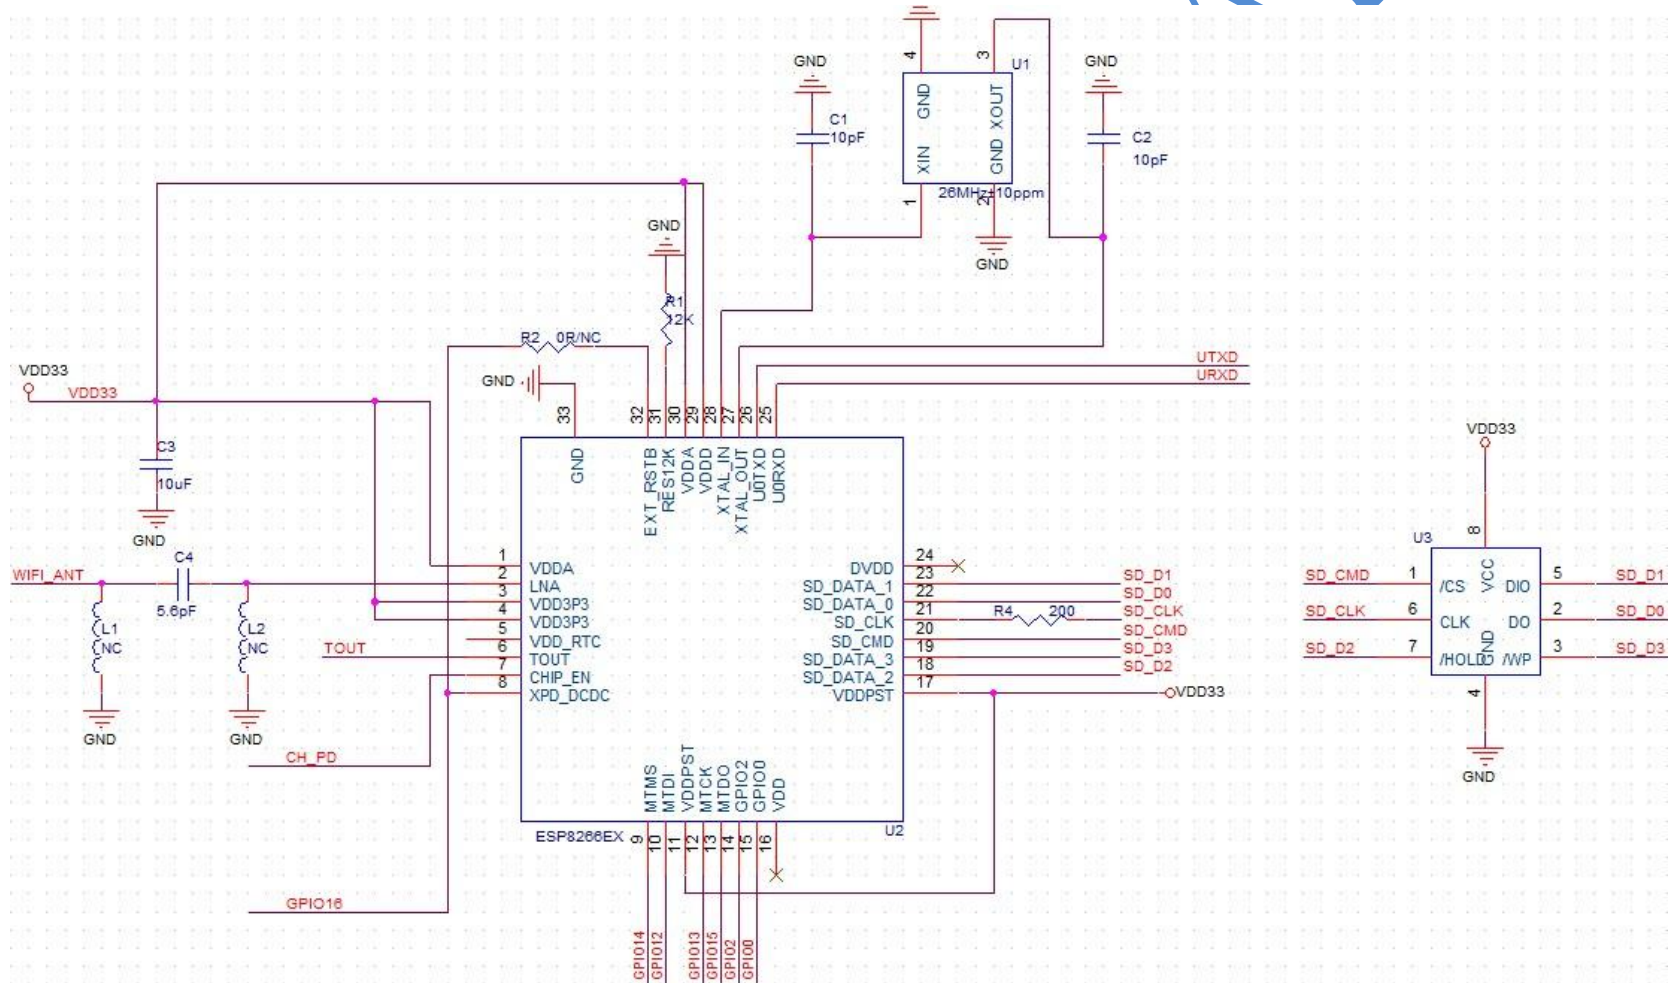 GND
GND
4
3
U1
GND
XOUT
C1
10pF
XIN
GND
C2
10pF
26MHz±10ppm
1
2
GND
GND
R1
12K
R2
0R/NC
UTXD
URXD
VDD33
VDD33
GND
33
32
31
30
29
28
27
26
25
VDD33
C3
10uF
GND
EXT_RSTB
RES12K
VDDA
VDDD
XTAL_IN
XTAL_OUT
U0TXD
U0RXD
GND
8
U3
WIFI_ANT
C4
5.6pF
1
VDDA
2
LNA
3
VDD3P3
4
VDD3P3
5
VDD_RTC
6
TOUT
7
CHIP_EN
8
XPD_DCDC
DVDD
24
SD_DATA_1
23
SD_D1
SD_DATA_0
22
SD_D0
SD_CLK
21
R4
200
SD_CLK
SD_CMD
20
SD_CMD
SD_DATA_3
19
SD_D3
SD_DATA_2
18
SD_D2
VDDPST
17
VDD33
SD_CMD
1
/CS
VCC
DIO
5
SD_D1
SD_CLK
6
CLK
DO
2
SD_D0
SD_D2
7
/HOLD
GND
/WP
3
SD_D3
4
GND
L1
NC
L2
NC
TOUT
GND
GND
CH_PD
MTMS
MTDI
VDDPST
MTCK
MTDO
GPIO2
GPIO0
VDD
ESP8266EX
U2
9
10
11
12
13
14
15
16
GPIO16
GPIO14
GPIO12
GPIO13
GPIO15
GPIO2
GPIO0